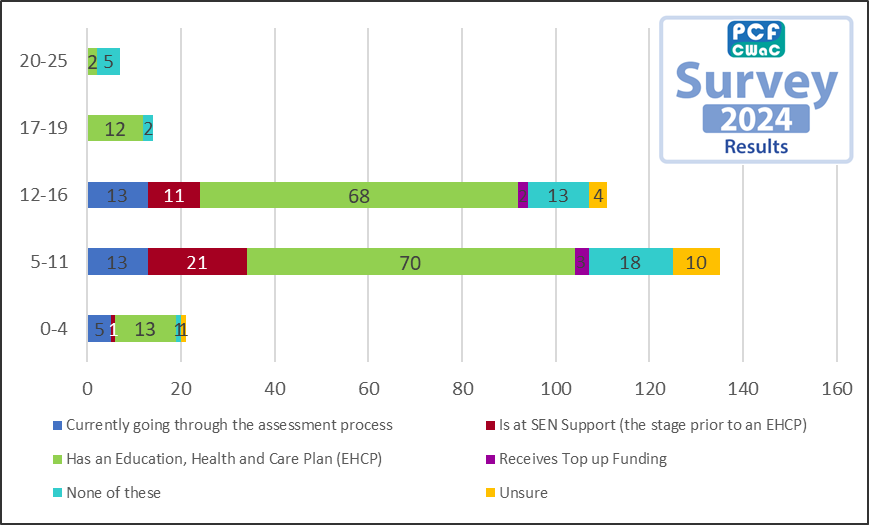 PCF
CWaC
Survey
2024
Results
20-25
2 5
17-19
12 2
12-16
13 11 68 2 13 4
5-11
13 21 70 3 18 10
0-4
5 1 13 1 1
0 20 40 60 80 100 120 140 160
Currently going through the assessment process
Is at SEN Support (the stage prior to an EHCP)
Has an Education, Health and Care Plan (EHCP)
Receives Top up Funding
None of these
Unsure